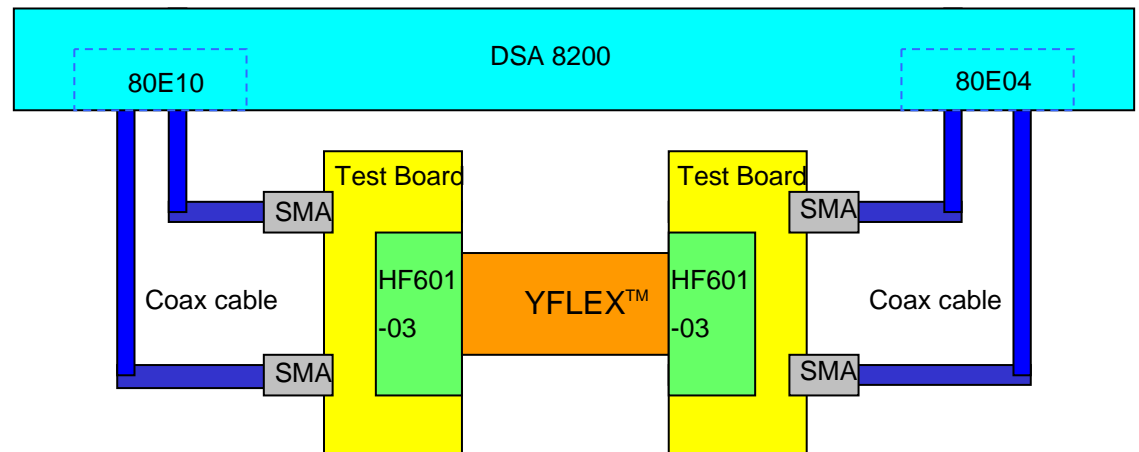 DSA 8200
80E10
80E04
Test Board
Test Board
SMA
SMA
HF601
-03
YFLEX™
HF601
-03
Coax cable
Coax cable
SMA
SMA